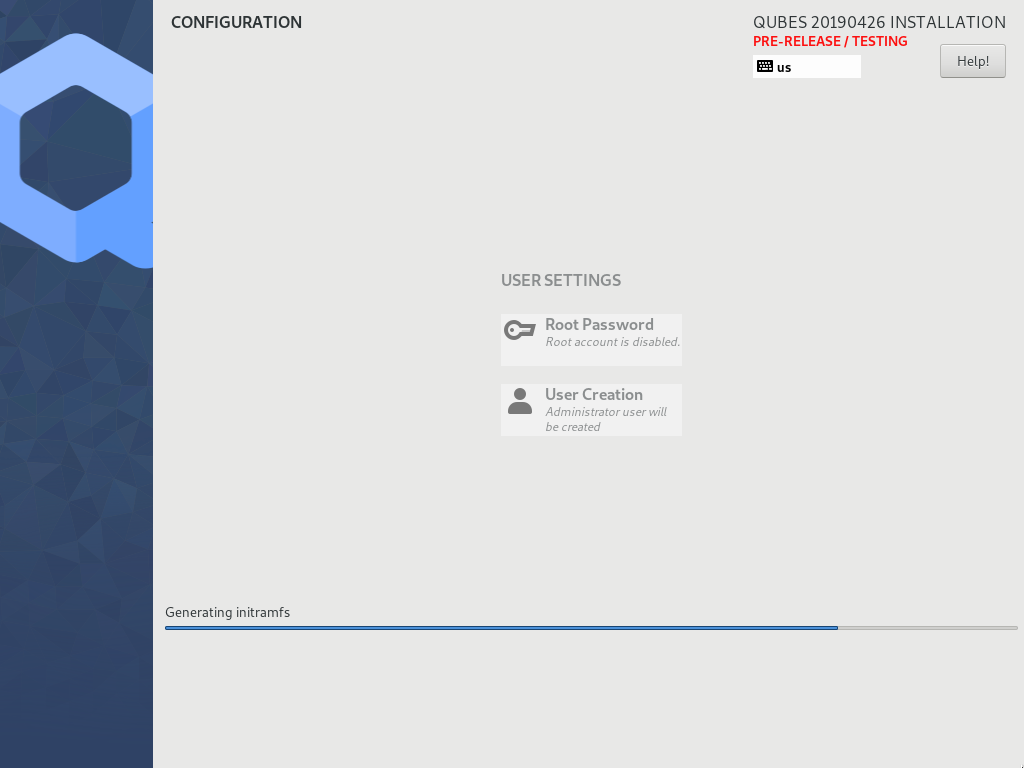 CONFIGURATION
QUBES 20190426 INSTALLATION
PRE-RELEASE / TESTING
us
Help!
USER SETTINGS
Root Password
Root account is disabled.
User Creation
Administrator user will
be created
Generating initramfs